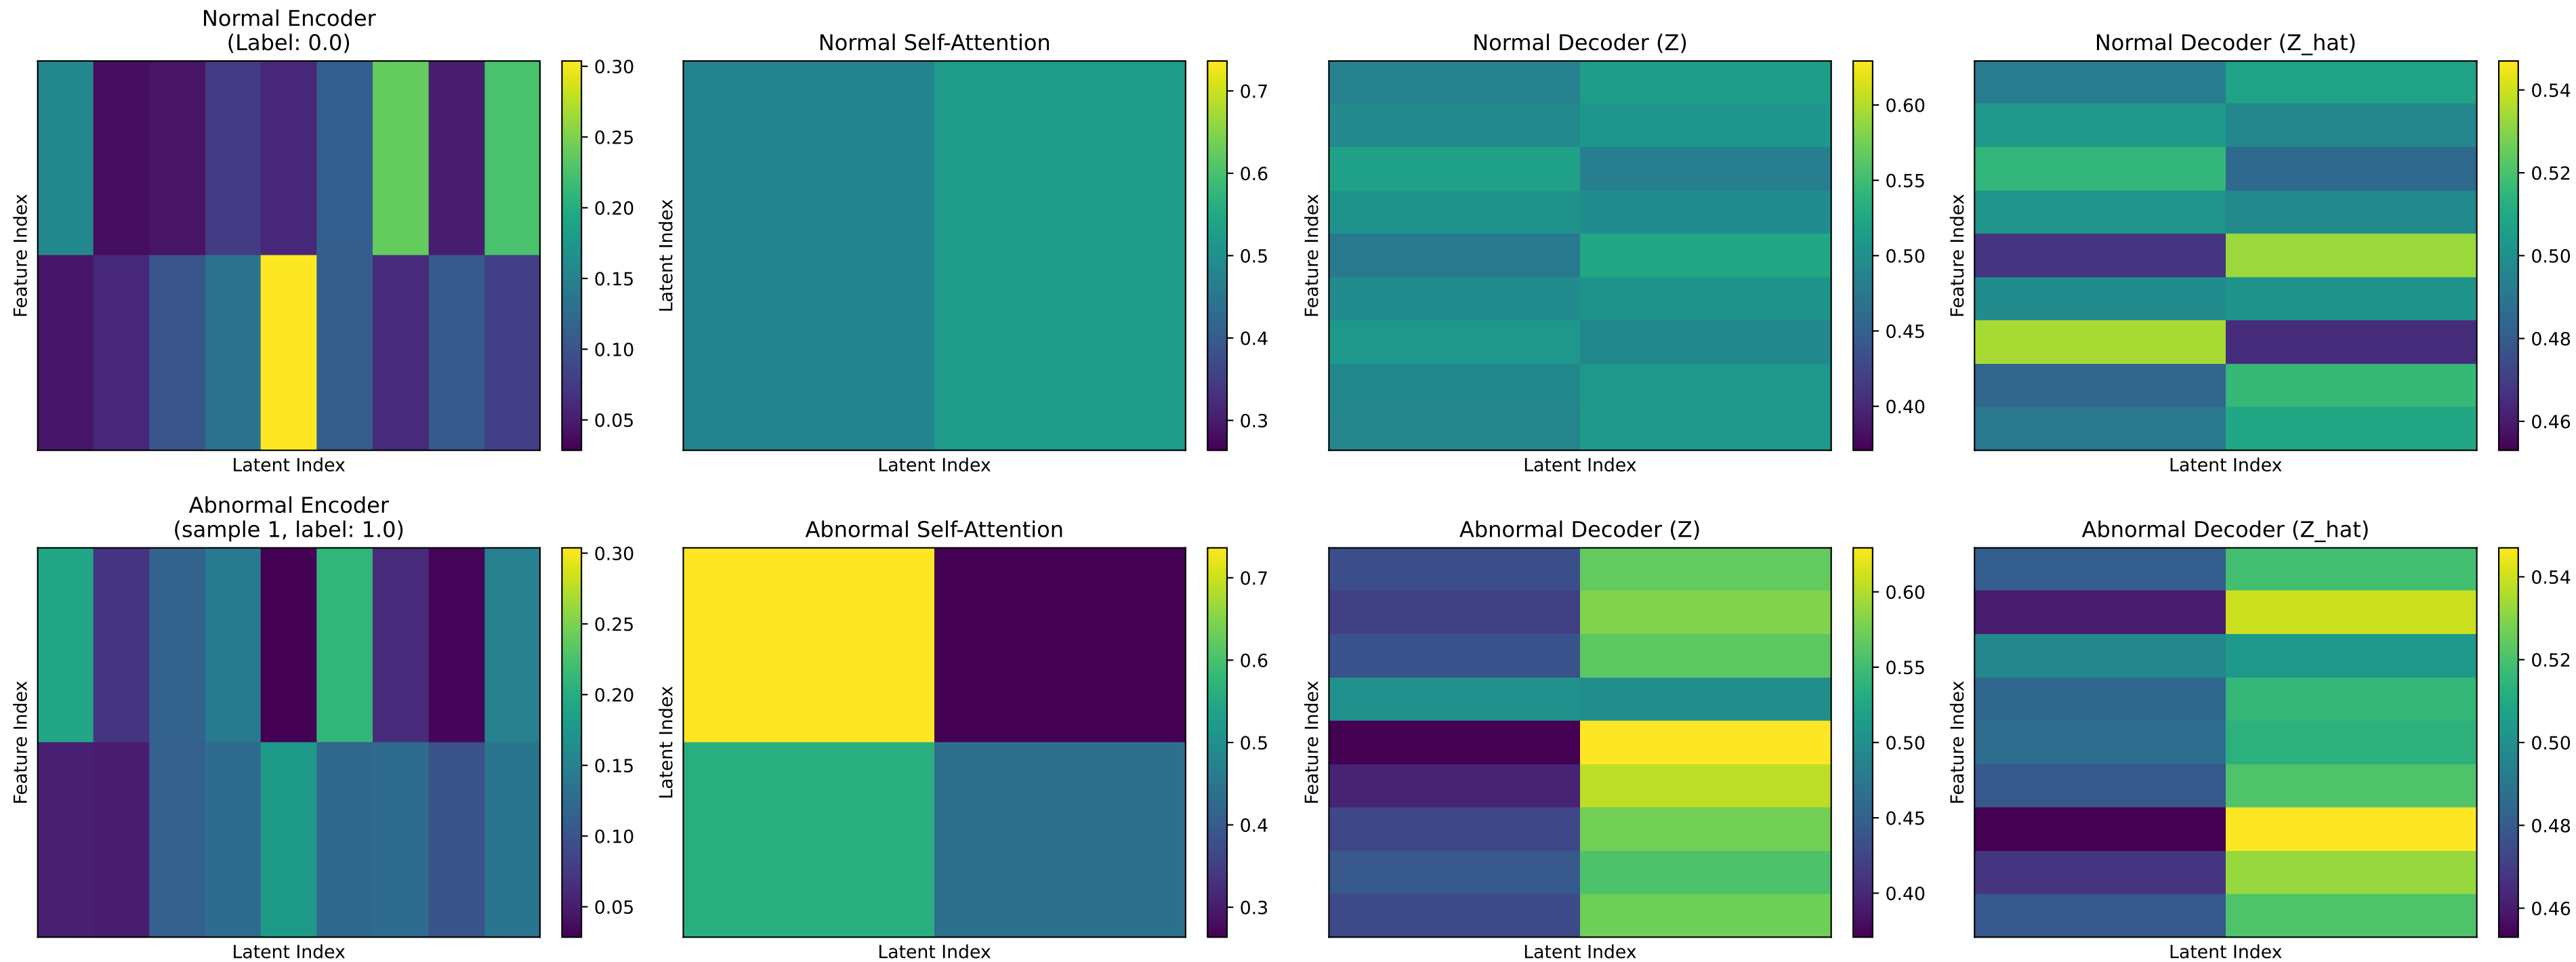 Normal Encoder
(Label: 0.0)
Feature Index
Latent Index
0.30
0.25
0.20
0.15
0.10
0.05
Normal Self-Attention
Latent Index
Latent Index
0.7
0.6
0.5
0.4
0.3
Normal Decoder (Z)
Feature Index
Latent Index
0.60
0.55
0.50
0.45
0.40
Normal Decoder (Z_hat)
Feature Index
Latent Index
0.54
0.52
0.50
0.48
0.46
Abnormal Encoder
(sample 1, label: 1.0)
Feature Index
Latent Index
0.30
0.25
0.20
0.15
0.10
0.05
Abnormal Self-Attention
Latent Index
Latent Index
0.7
0.6
0.5
0.4
0.3
Abnormal Decoder (Z)
Feature Index
Latent Index
0.60
0.55
0.50
0.45
0.40
Abnormal Decoder (Z_hat)
Feature Index
Latent Index
0.54
0.52
0.50
0.48
0.46